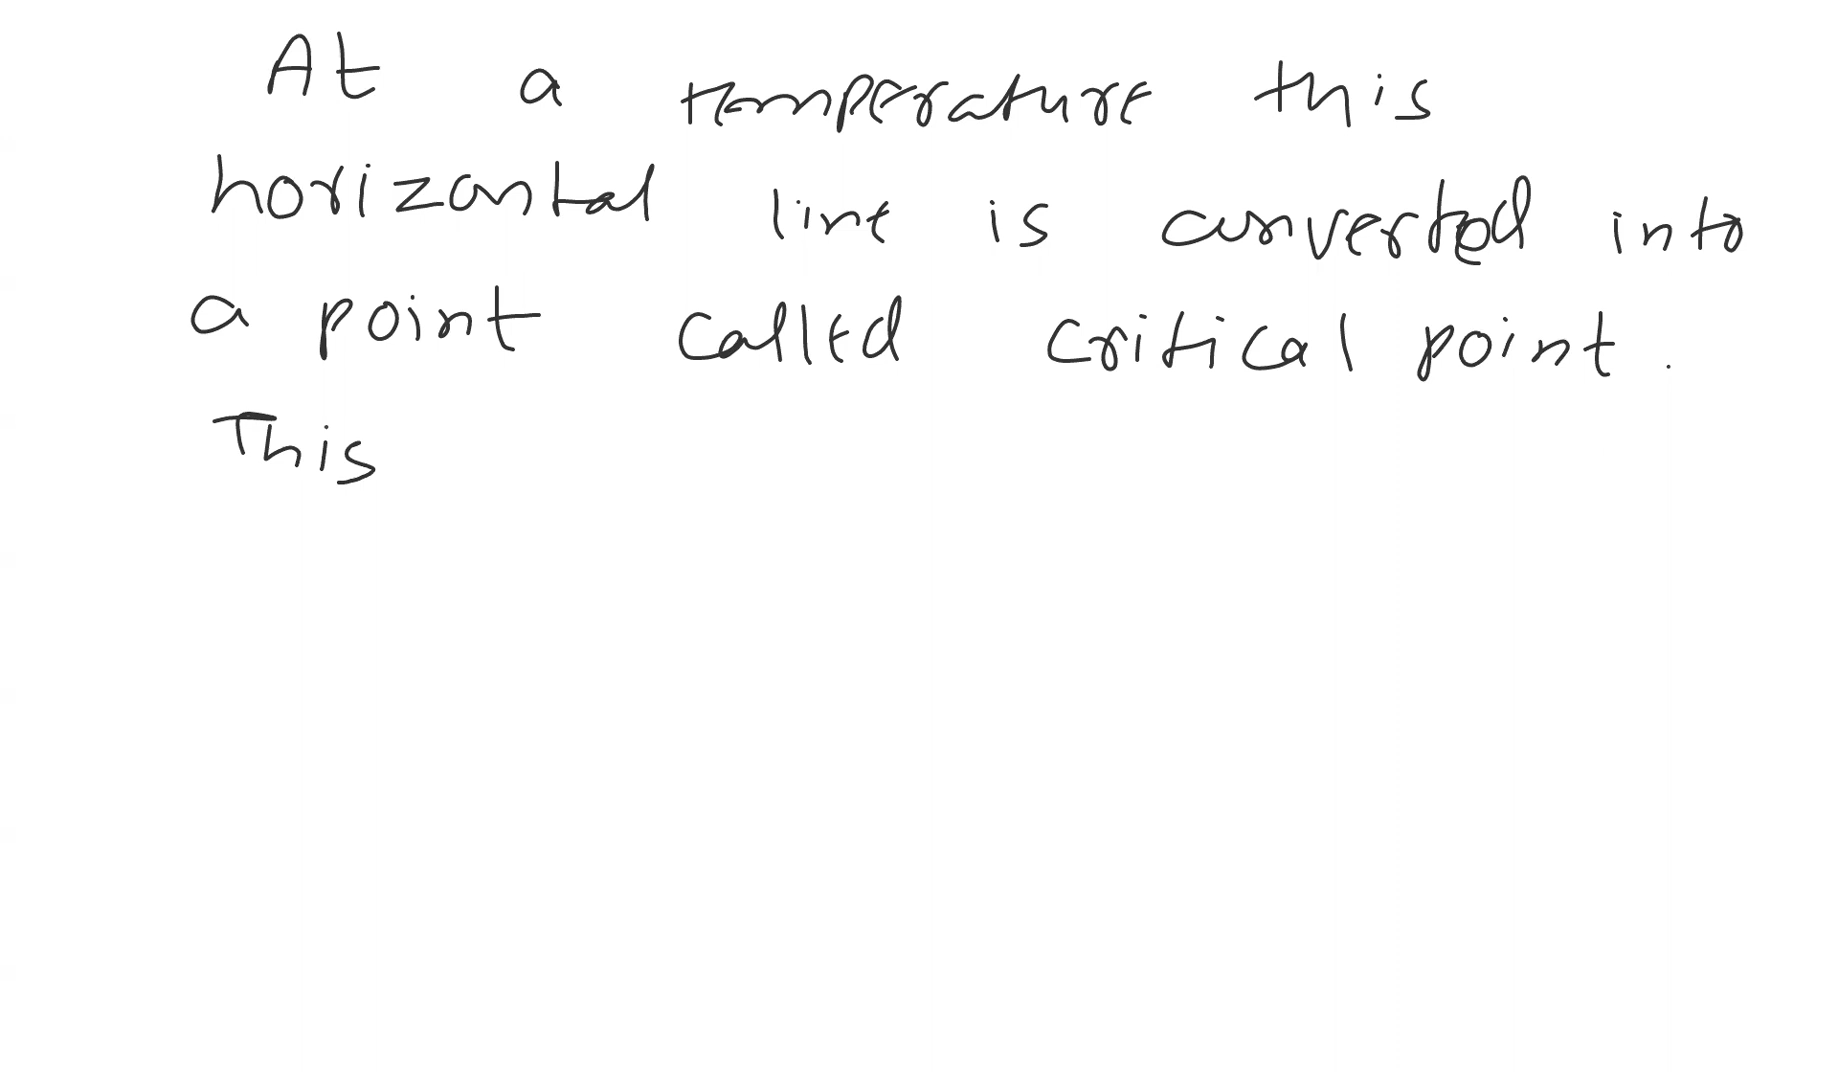 At a temperature this
horizontal line is converted into
a point called critical point.
This